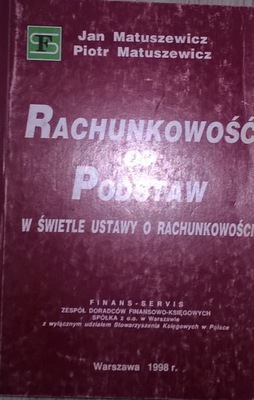 Jan Matuszewicz
Piotr Matuszewicz
RACHUNKOWOŚĆ
OD
PODSTAW
W ŚWIETLE USTAWY O RACHUNKOWOŚCI
FINANS-SERVIS
ZESPÓŁ DORADCÓW FINANSOWO-KSIĘGOWYCH
SPÓŁKA z o.o. w Warszawie
z wyłącznym udziałem Stowarzyszenia Księgowych w Polsce
Warszawa 1998 r.